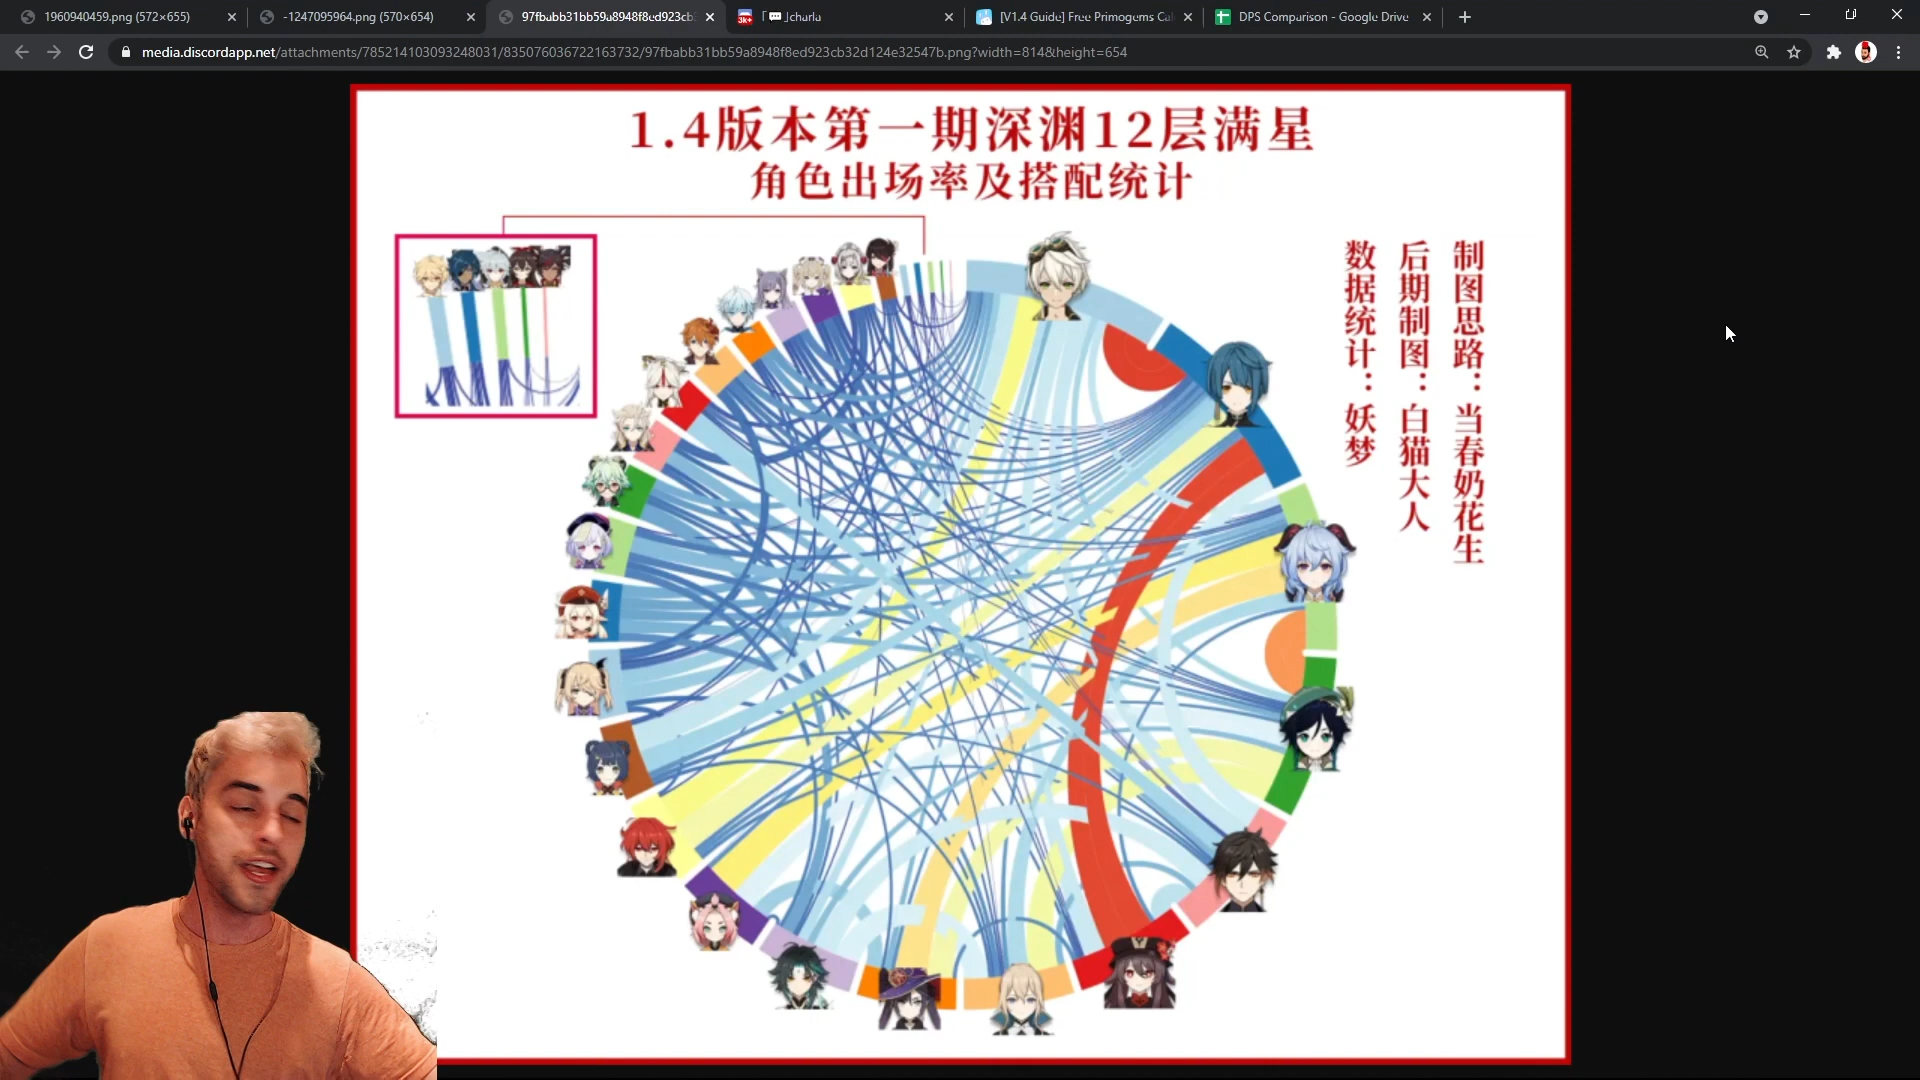 1960940459.png (572×655)
-1247095964.png (570×654)
97fbabb31bb59a8948f8ed923cb3
3k+
「💬」charla
[V1.4 Guide] Free Primogems Cal
DPS Comparison - Google Drive
media.discordapp.net/attachments/785214103093248031/835076036722163732/97fbabb31bb59a8948f8ed923cb32d124e32547b.png?width=814&height=654
1.4版本第一期深渊12层满星
角色出场率及搭配统计
制图思路：当春奶花生
后期制图：白猫大人
数据统计：妖梦